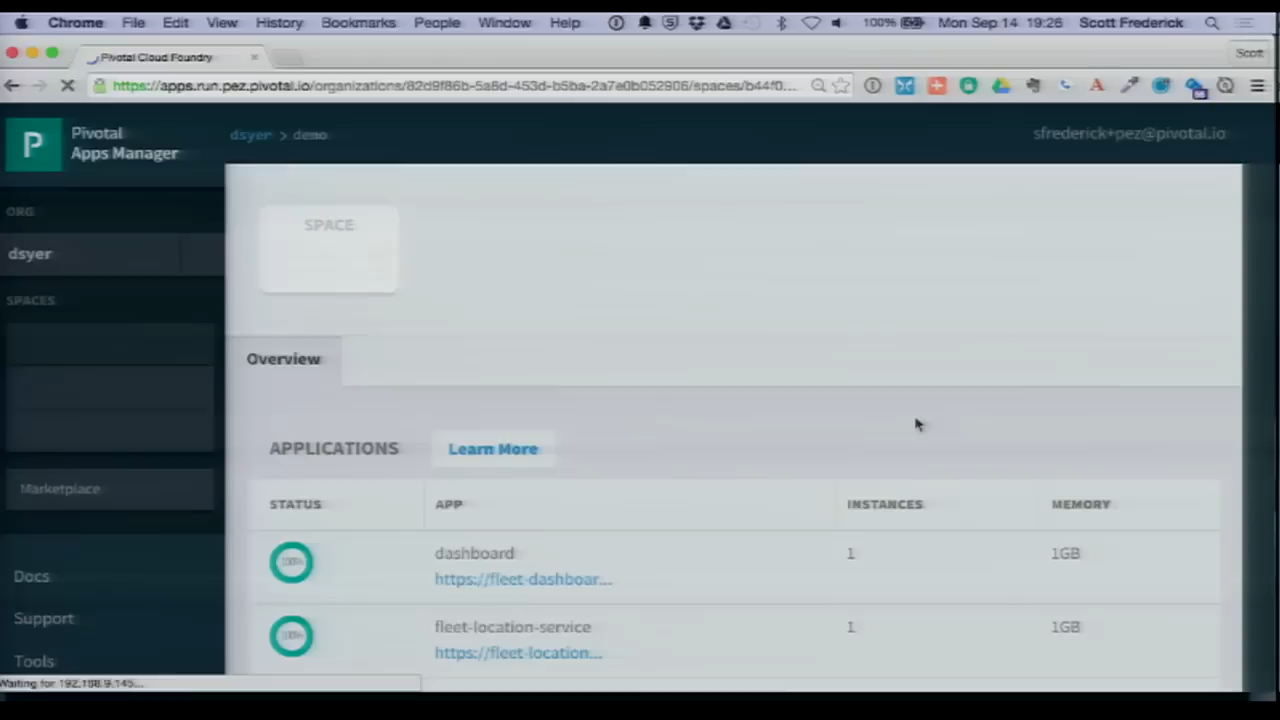 Chrome File Edit View History Bookmarks People Window Help 100% Mon Sep 14 19:26 Scott Frederick
Pivotal Cloud Foundry
Scott
https://apps.run.pez.pivotal.io/organizations/82d9f86b-5a6d-453d-b5ba-2a7e0b052906/spaces/b44f0...
P
Pivotal
Apps Manager
dsyer > demo
sfrederick+pez@pivotal.io
ORG
dsyer
SPACES
Marketplace
Docs
Support
Tools
SPACE
Overview
APPLICATIONS Learn More
STATUS APP INSTANCES MEMORY
100% dashboard 1 1GB
https://fleet-dashboar...
100% fleet-location-service 1 1GB
https://fleet-location...
Waiting for 192.168.9.145...